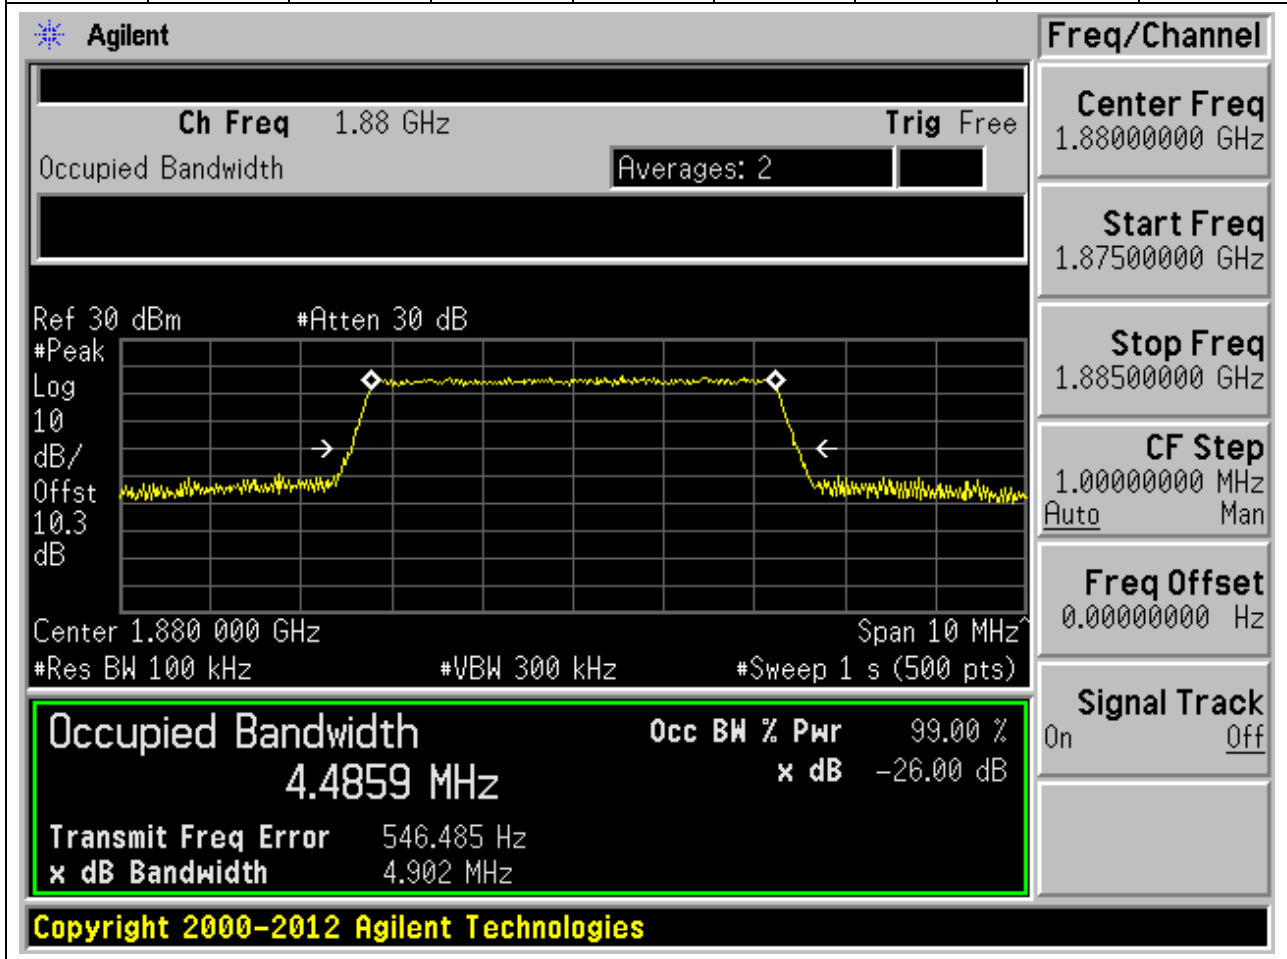 Agilent
Freq/Channel
Ch Freq 1.88 GHz Trig Free
Occupied Bandwidth Averages: 2
Center Freq
1.88000000 GHz
Start Freq
1.87500000 GHz
Stop Freq
1.88500000 GHz
CF Step
1.00000000 MHz
Auto Man
Freq Offset
0.00000000 Hz
Signal Track
On Off
Ref 30 dBm #Atten 30 dB
#Peak
Log
10
dB/
Offst
10.3
dB
Center 1.880 000 GHz Span 10 MHz^
#Res BW 100 kHz #VBW 300 kHz #Sweep 1 s (500 pts)
Occupied Bandwidth Occ BW % Pwr 99.00 %
4.4859 MHz x dB -26.00 dB
Transmit Freq Error 546.485 Hz
x dB Bandwidth 4.902 MHz
Copyright 2000-2012 Agilent Technologies